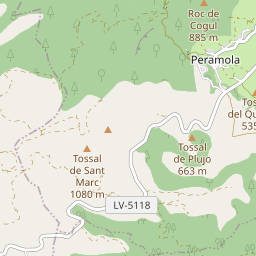 Roc de
Cogul
885 m
Peramola
Tos
del Qu
535
Tossal
de Plujo
663 m
Tossal
de Sant
Marc
1080 m
LV-5118